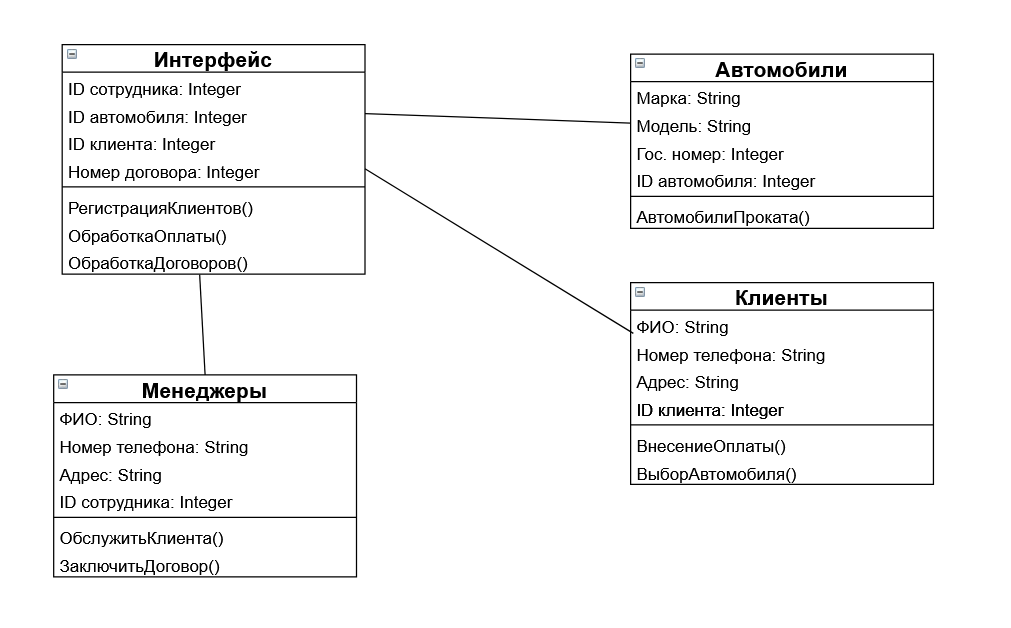 Интерфейс
ID сотрудника: Integer
ID автомобиля: Integer
ID клиента: Integer
Номер договора: Integer
РегистрацияКлиентов()
ОбработкаОплаты()
ОбработкаДоговоров()
Автомобили
Марка: String
Модель: String
Гос. номер: Integer
ID автомобиля: Integer
АвтомобилиПроката()
Клиенты
ФИО: String
Номер телефона: String
Адрес: String
ID клиента: Integer
ВнесениеОплаты()
ВыборАвтомобиля()
Менеджеры
ФИО: String
Номер телефона: String
Адрес: String
ID сотрудника: Integer
ОбслужитьКлиента()
ЗаключитьДоговор()